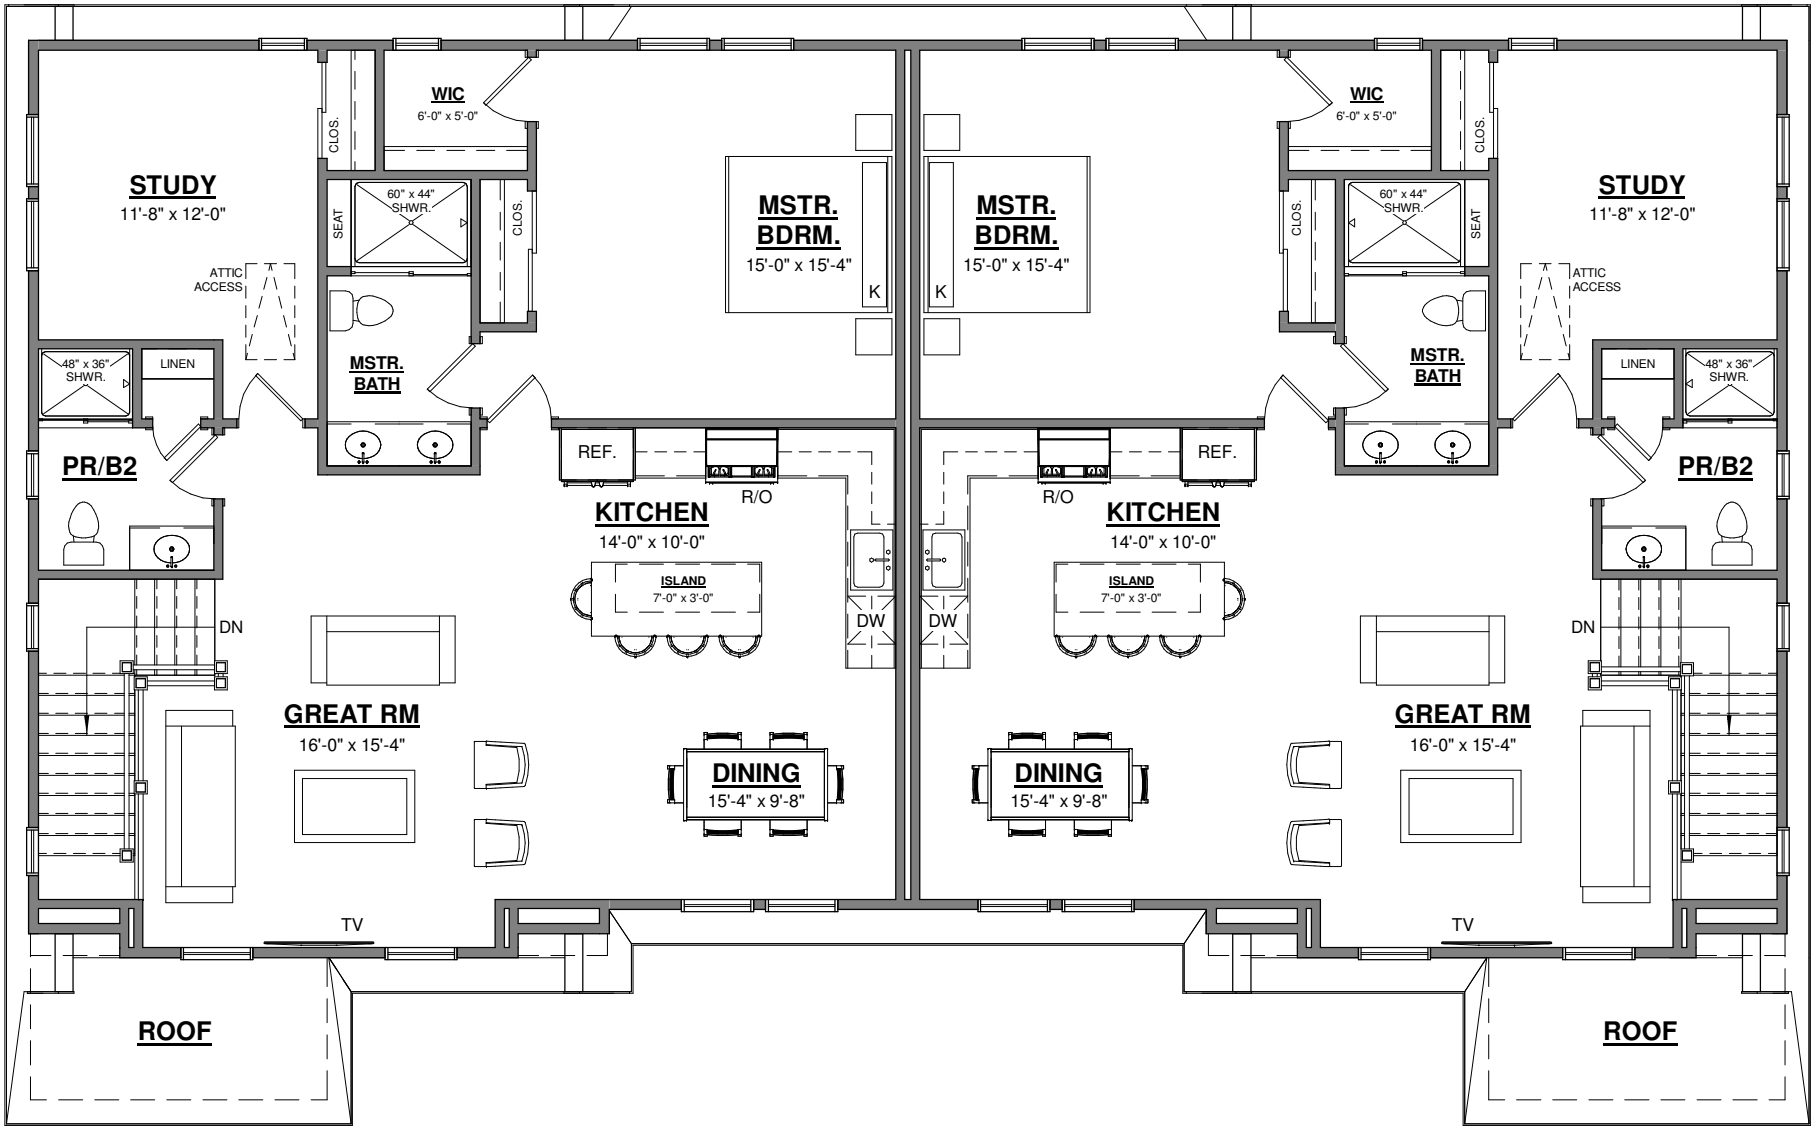 WIC
6'-0" x 5'-0"
WIC
6'-0" x 5'-0"
CLOS.
CLOS.
STUDY
11'-8" x 12'-0"
60" x 44"
SHWR.
SEAT
CLOS.
MSTR.
BDRM.
15'-0" x 15'-4"
K
MSTR.
BDRM.
15'-0" x 15'-4"
K
CLOS.
60" x 44"
SHWR.
SEAT
STUDY
11'-8" x 12'-0"
ATTIC
ACCESS
ATTIC
ACCESS
48" x 36"
SHWR.
LINEN
MSTR.
BATH
MSTR.
BATH
LINEN
48" x 36"
SHWR.
PR/B2
REF.
R/O
R/O
REF.
PR/B2
KITCHEN
14'-0" x 10'-0"
KITCHEN
14'-0" x 10'-0"
ISLAND
7'-0" x 3'-0"
ISLAND
7'-0" x 3'-0"
DN
DW
DW
DN
GREAT RM
16'-0" x 15'-4"
GREAT RM
16'-0" x 15'-4"
DINING
15'-4" x 9'-8"
DINING
15'-4" x 9'-8"
TV
TV
ROOF
ROOF